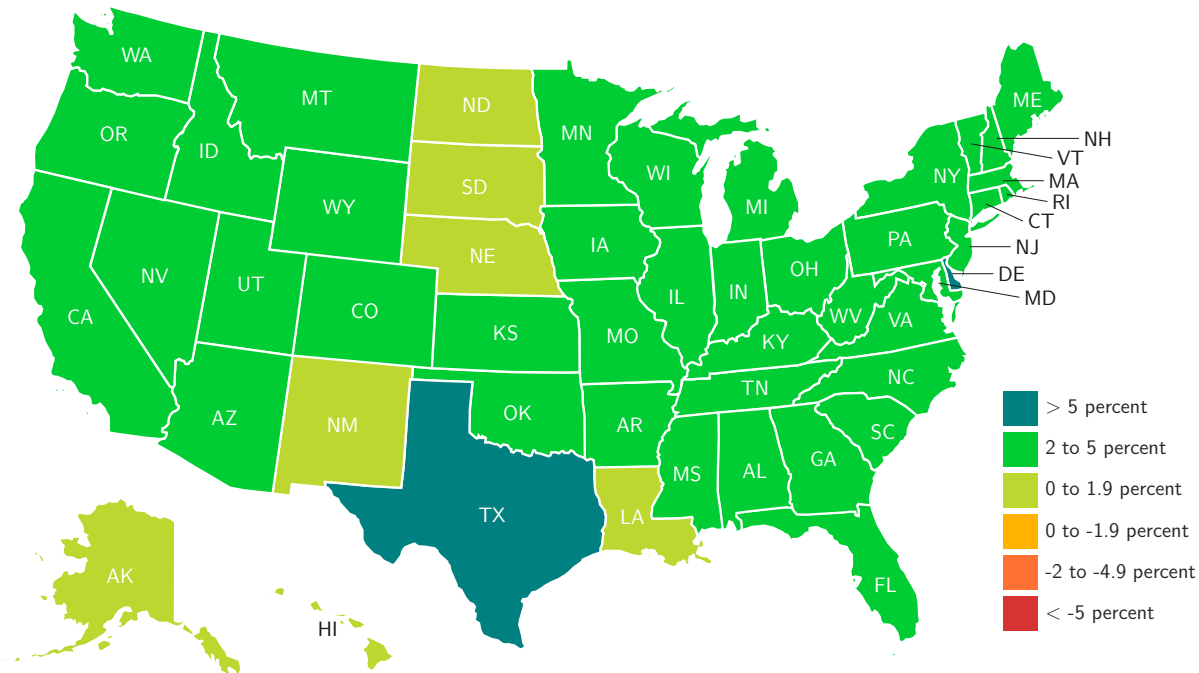 WA
MT
ND
ME
OR
MN
ID
NH
VT
WI
SD
NY
MA
WY
MI
RI
CT
PA
IA
NJ
NE
OH
NV
UT
DE
IN
IL
MD
CO
CA
WV
VA
KS
MO
KY
NC
TN
OK
AZ
NM
AR
SC
GA
AL
MS
TX
LA
AK
FL
HI
> 5 percent
2 to 5 percent
0 to 1.9 percent
0 to -1.9 percent
-2 to -4.9 percent
< -5 percent